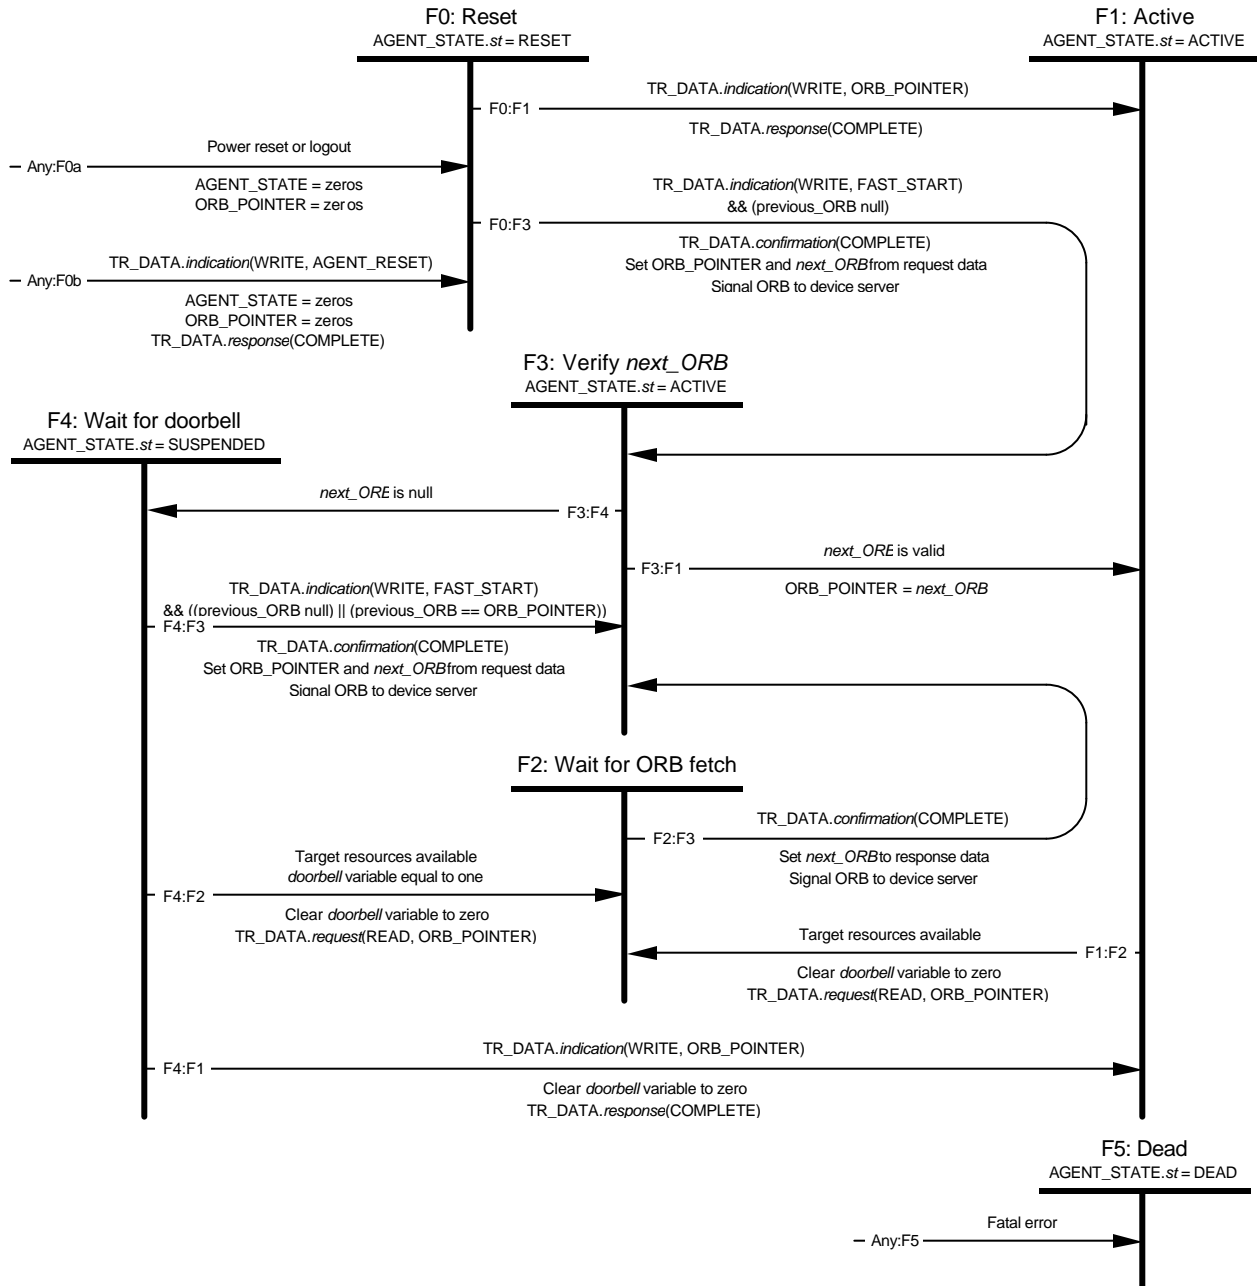 F0: Reset
AGENT_STATE.st = RESET
F1: Active
AGENT_STATE.st = ACTIVE
TR_DATA.indication(WRITE, ORB_POINTER)
F0:F1
TR_DATA.response(COMPLETE)
Power reset or logout
Any:F0a
AGENT_STATE = zeros
ORB_POINTER = zeros
TR_DATA.indication(WRITE, FAST_START)
&& (previous_ORB null)
F0:F3
TR_DATA.confirmation(COMPLETE)
Set ORB_POINTER and next_ORB from request data
Signal ORB to device server
TR_DATA.indication(WRITE, AGENT_RESET)
Any:F0b
AGENT_STATE = zeros
ORB_POINTER = zeros
TR_DATA.response(COMPLETE)
F3: Verify next_ORB
AGENT_STATE.st = ACTIVE
F4: Wait for doorbell
AGENT_STATE.st = SUSPENDED
next_ORB is null
F3:F4
next_ORB is valid
F3:F1
ORB_POINTER = next_ORB
TR_DATA.indication(WRITE, FAST_START)
&& ((previous_ORB null) || (previous_ORB == ORB_POINTER))
F4:F3
TR_DATA.confirmation(COMPLETE)
Set ORB_POINTER and next_ORB from request data
Signal ORB to device server
F2: Wait for ORB fetch
TR_DATA.confirmation(COMPLETE)
F2:F3
Set next_ORB to response data
Signal ORB to device server
Target resources available
doorbell variable equal to one
F4:F2
Clear doorbell variable to zero
TR_DATA.request(READ, ORB_POINTER)
Target resources available
F1:F2
Clear doorbell variable to zero
TR_DATA.request(READ, ORB_POINTER)
TR_DATA.indication(WRITE, ORB_POINTER)
F4:F1
Clear doorbell variable to zero
TR_DATA.response(COMPLETE)
F5: Dead
AGENT_STATE.st = DEAD
Fatal error
Any:F5